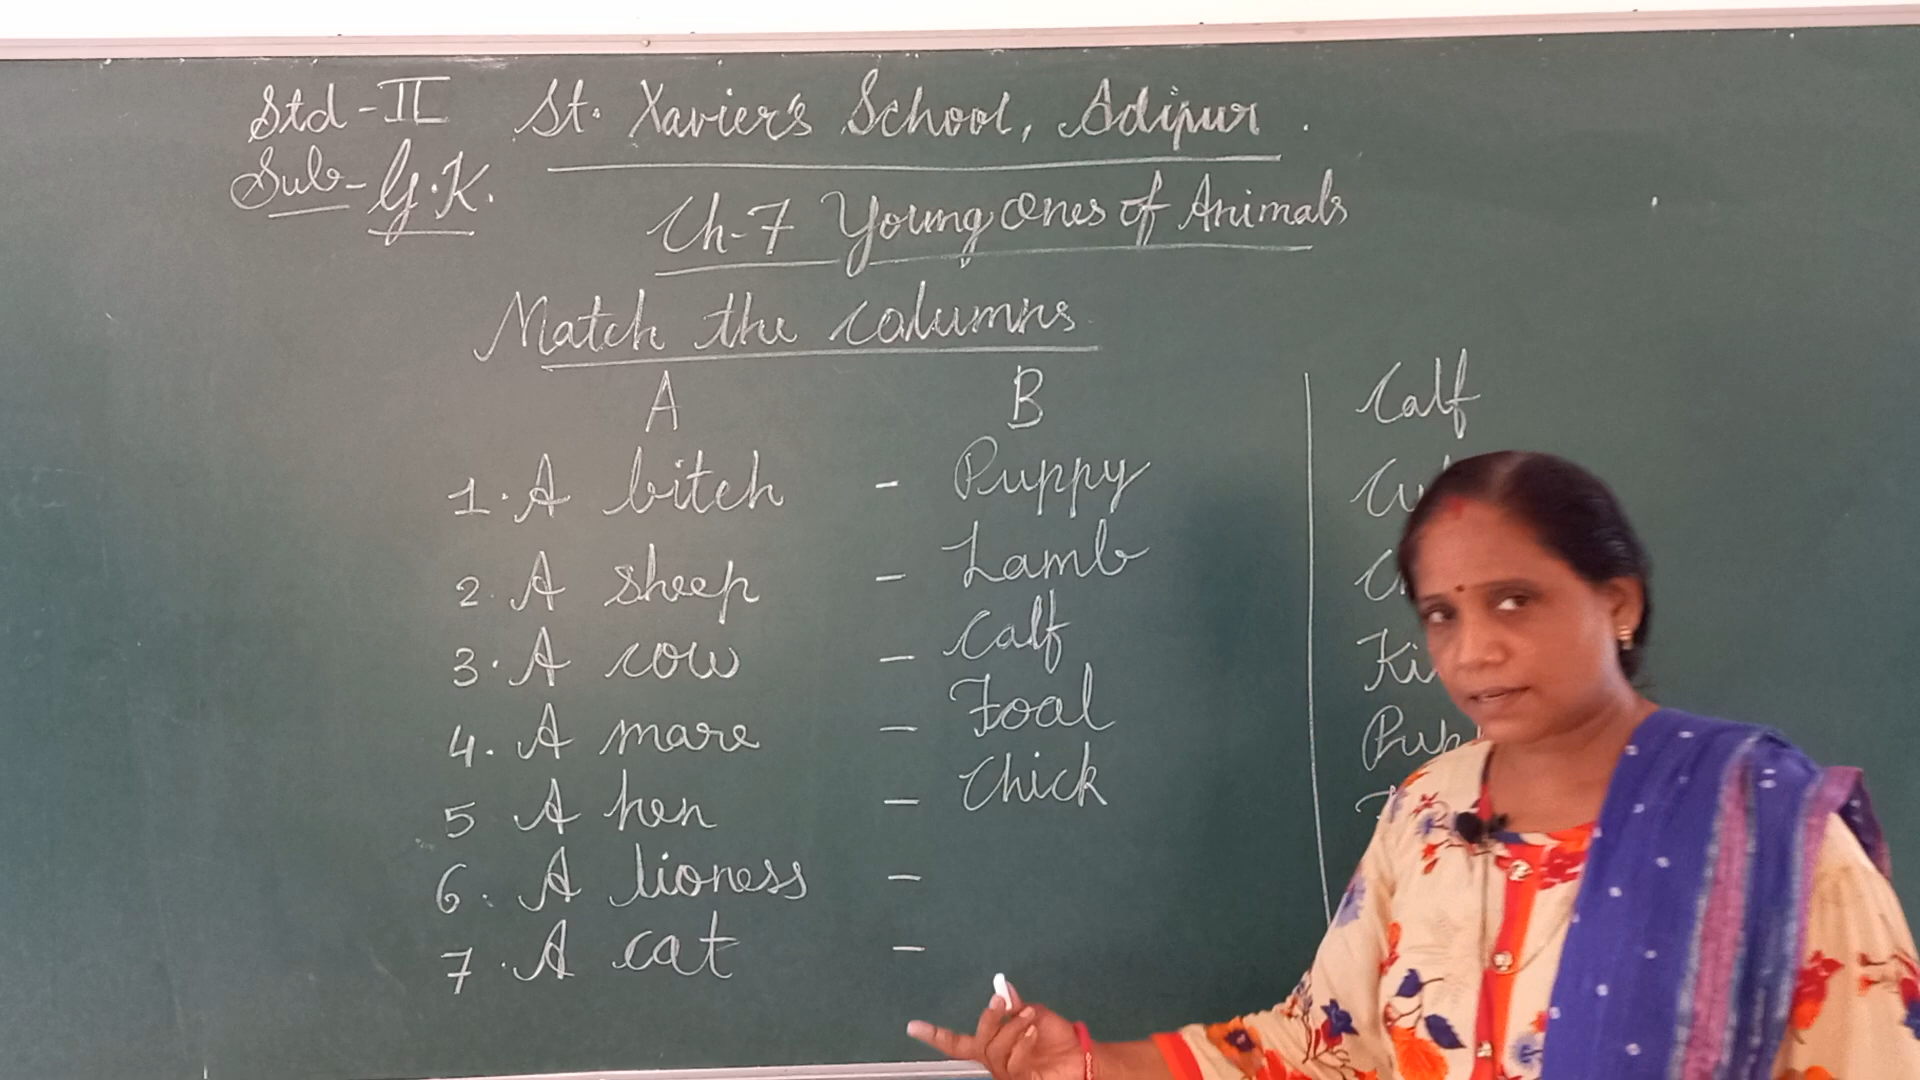 Std-II St. Xavier's School, Adipur.
Sub-G.K.
Ch-7 Young Ones of Animals
Match the columns
A B
1. A bitch - Puppy
2. A sheep - Lamb
3. A cow - Calf
4. A mare - Foal
5 A hen - Chick
6. A lioness -
7. A cat -
Calf